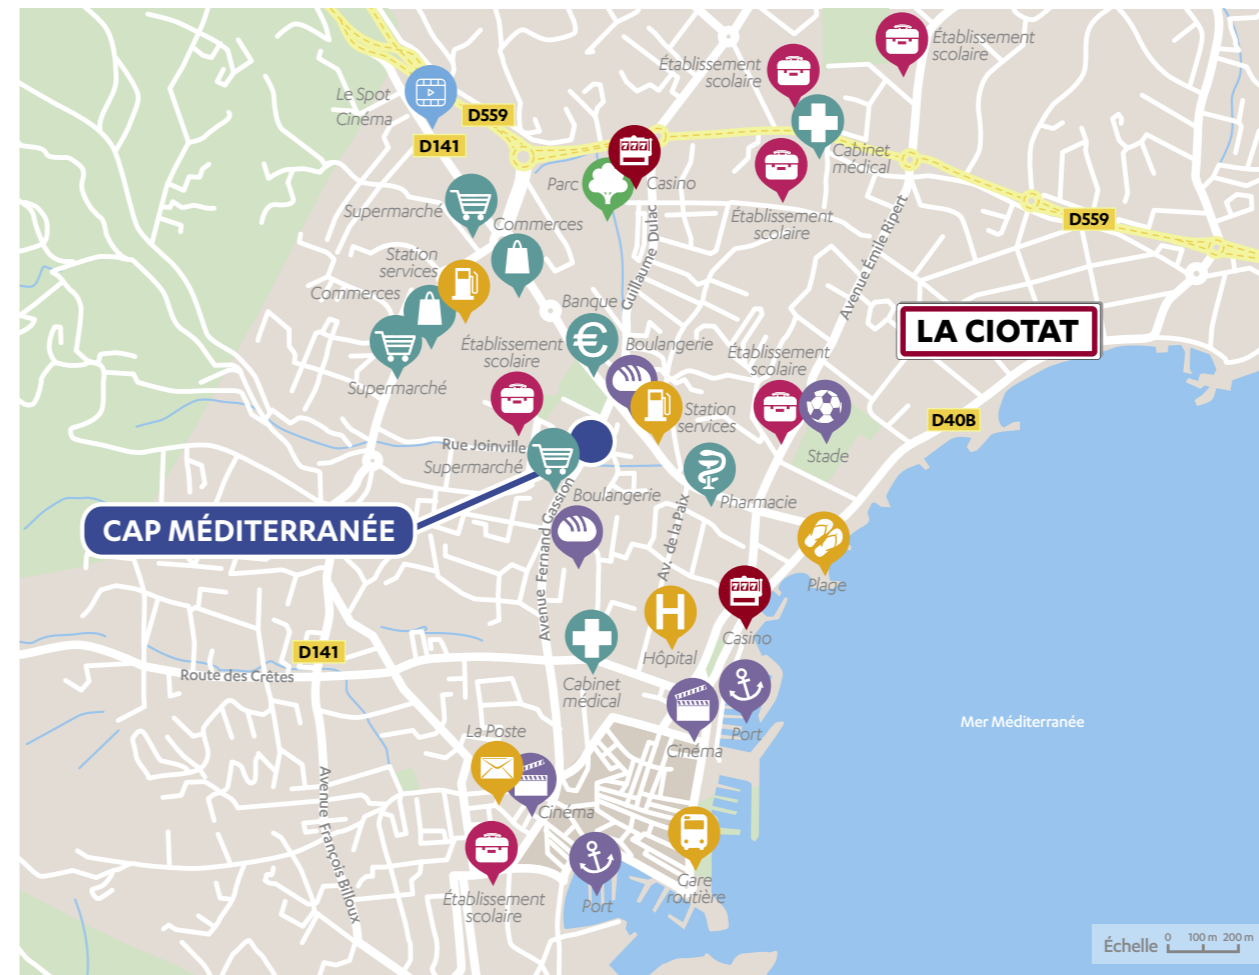 Établissement
scolaire
Établissement
scolaire
Le Spot
Cinéma
D559
D141
Cabinet
médical
Parc
777
Casino
Supermarché
Commerces
Établissement
scolaire
D559
Guillaume Dulac
Avenue Émile Ripert
Station
services
Commerces
Banque
€
LA CIOTAT
Établissement
scolaire
Boulangerie
Établissement
scolaire
Supermarché
Station
services
D40B
Rue Joinville
Supermarché
Stade
Boulangerie
Pharmacie
CAP MÉDITERRANÉE
Avenue Fernand Gassion
Av. de la Paix
Plage
777
Casino
H
Hôpital
D141
Route des Crêtes
Cabinet
médical
Mer Méditerranée
Port
Cinéma
La Poste
Cinéma
Avenue François Billoux
Établissement
scolaire
Port
Gare
routière
Échelle 0 100 m 200 m